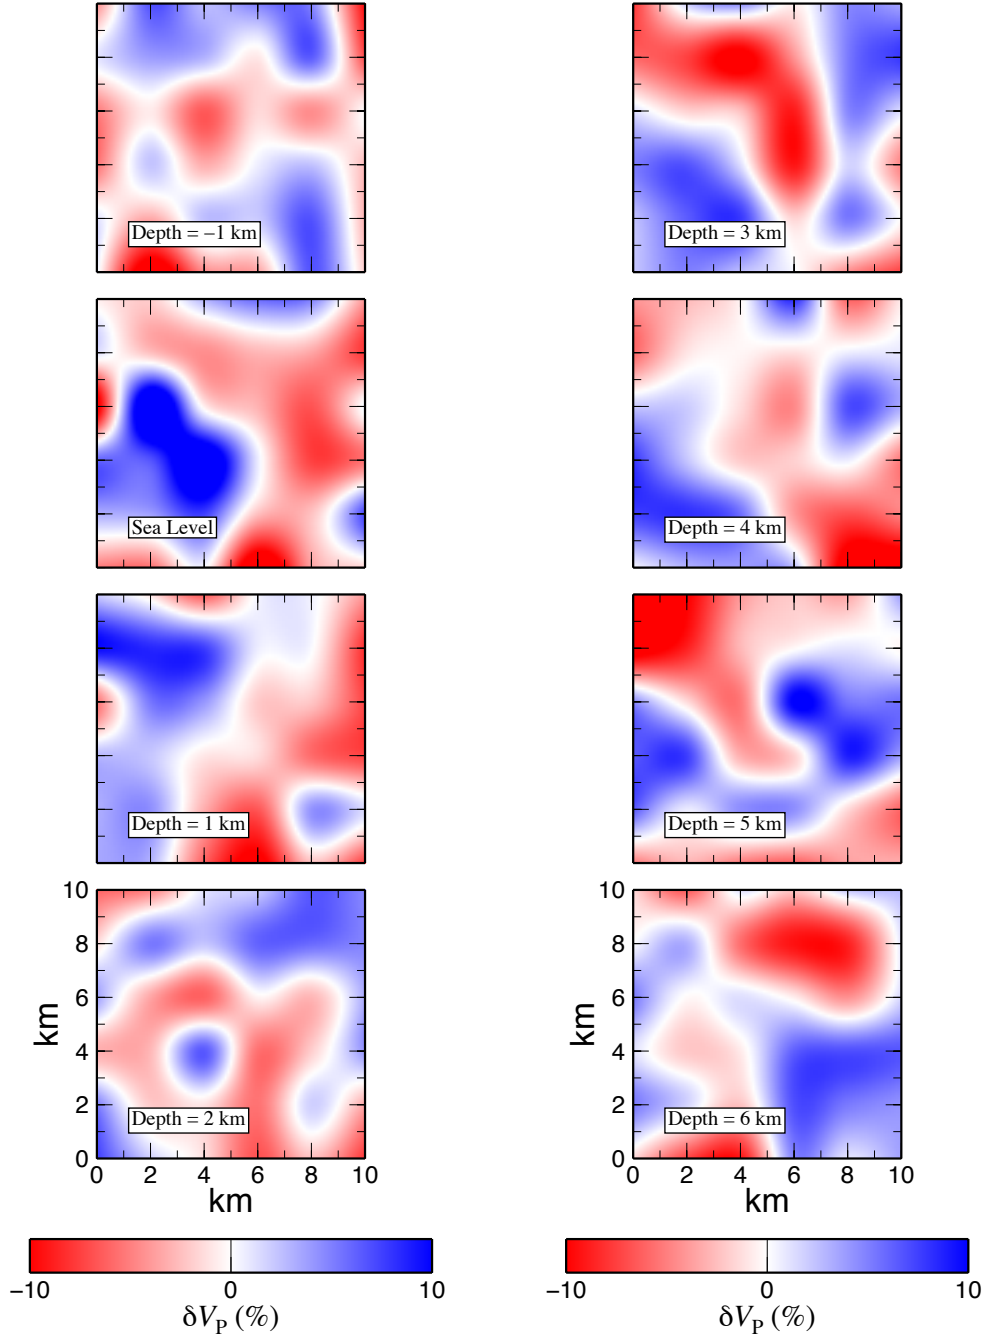 Depth = −1 km
Depth = 3 km
Sea Level
Depth = 4 km
Depth = 1 km
Depth = 5 km
10
8
6
4
2
0
km
Depth = 2 km
0 2 4 6 8 10
km
10
8
6
4
2
0
km
Depth = 6 km
0 2 4 6 8 10
km
−10 0 10
δVP (%)
−10 0 10
δVP (%)